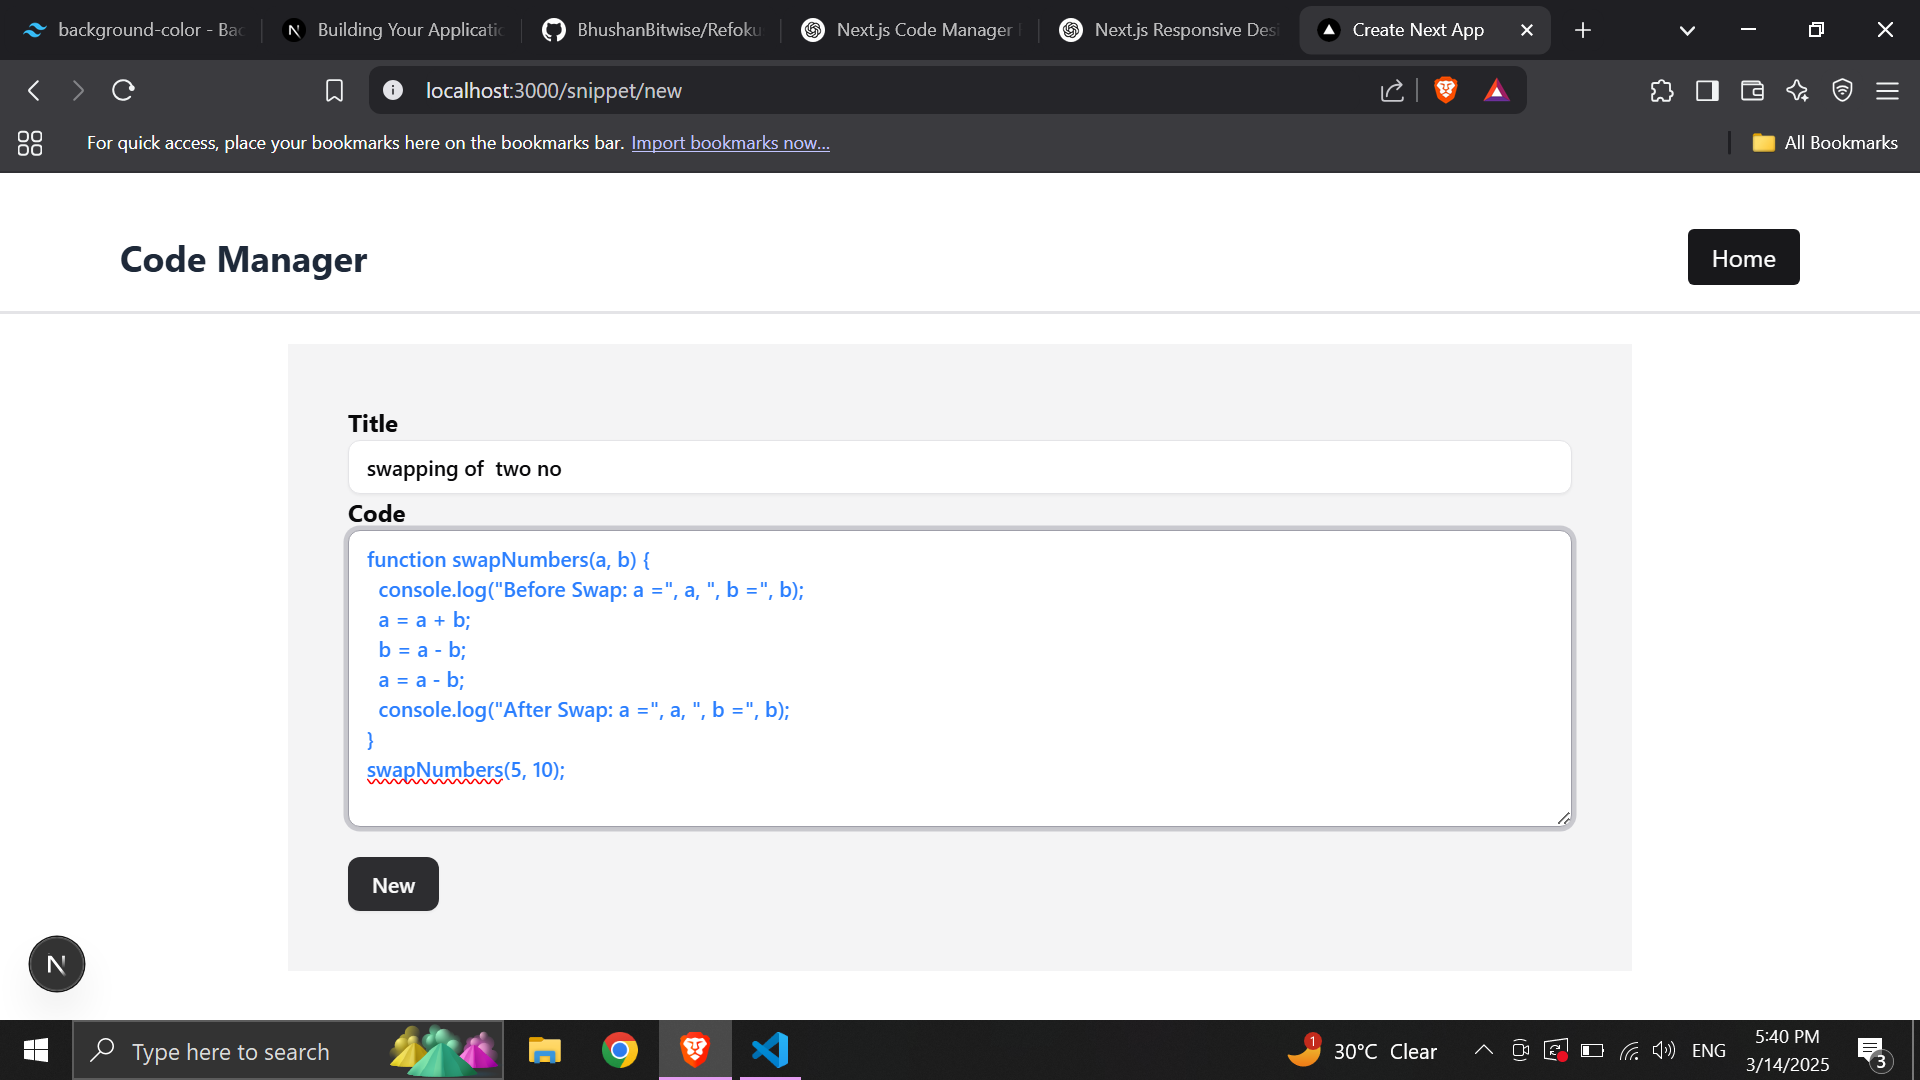 background-color - Bac
Building Your Applicatio
BhushanBitwise/Refoku
Next.js Code Manager
Next.js Responsive Desi
Create Next App
localhost:3000/snippet/new
For quick access, place your bookmarks here on the bookmarks bar. Import bookmarks now...
All Bookmarks
Code Manager
Home
Title
swapping of  two no
Code
function swapNumbers(a, b) {
  console.log("Before Swap: a =", a, ", b =", b);
  a = a + b;
  b = a - b;
  a = a - b;
  console.log("After Swap: a =", a, ", b =", b);
}
swapNumbers(5, 10);
New
N
Type here to search
1
30°C Clear
ENG
5:40 PM
3/14/2025
3